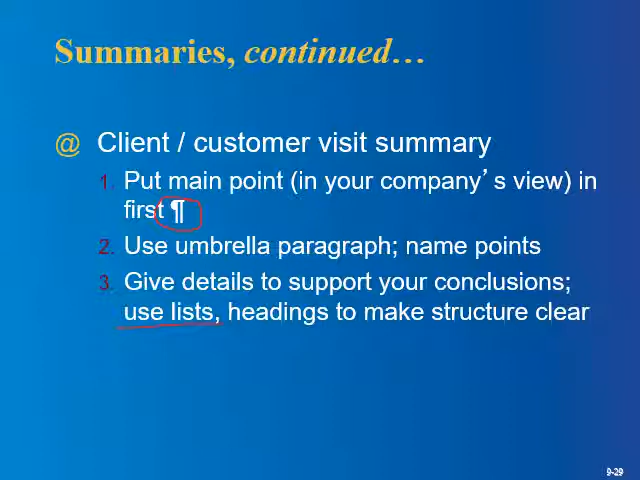 Summaries, continued…
@ Client / customer visit summary
1. Put main point (in your company’s view) in
first ¶
2. Use umbrella paragraph; name points
3. Give details to support your conclusions;
use lists, headings to make structure clear
9-29